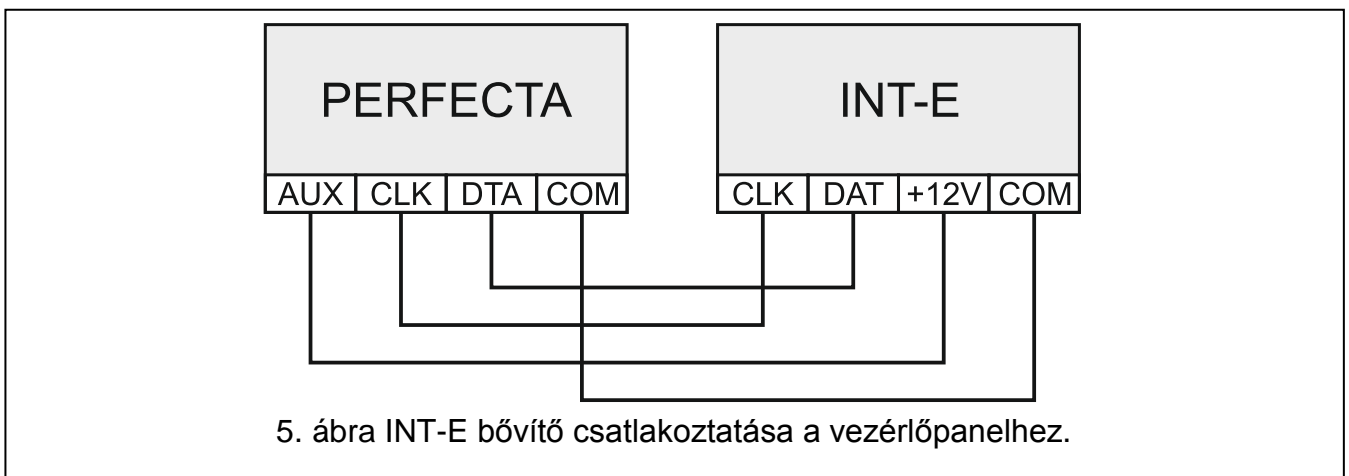 PERFECTA INT-E
AUX CLK DTA COM CLK DAT +12V COM
5. ábra INT-E bővítő csatlakoztatása a vezérlőpanelhez.